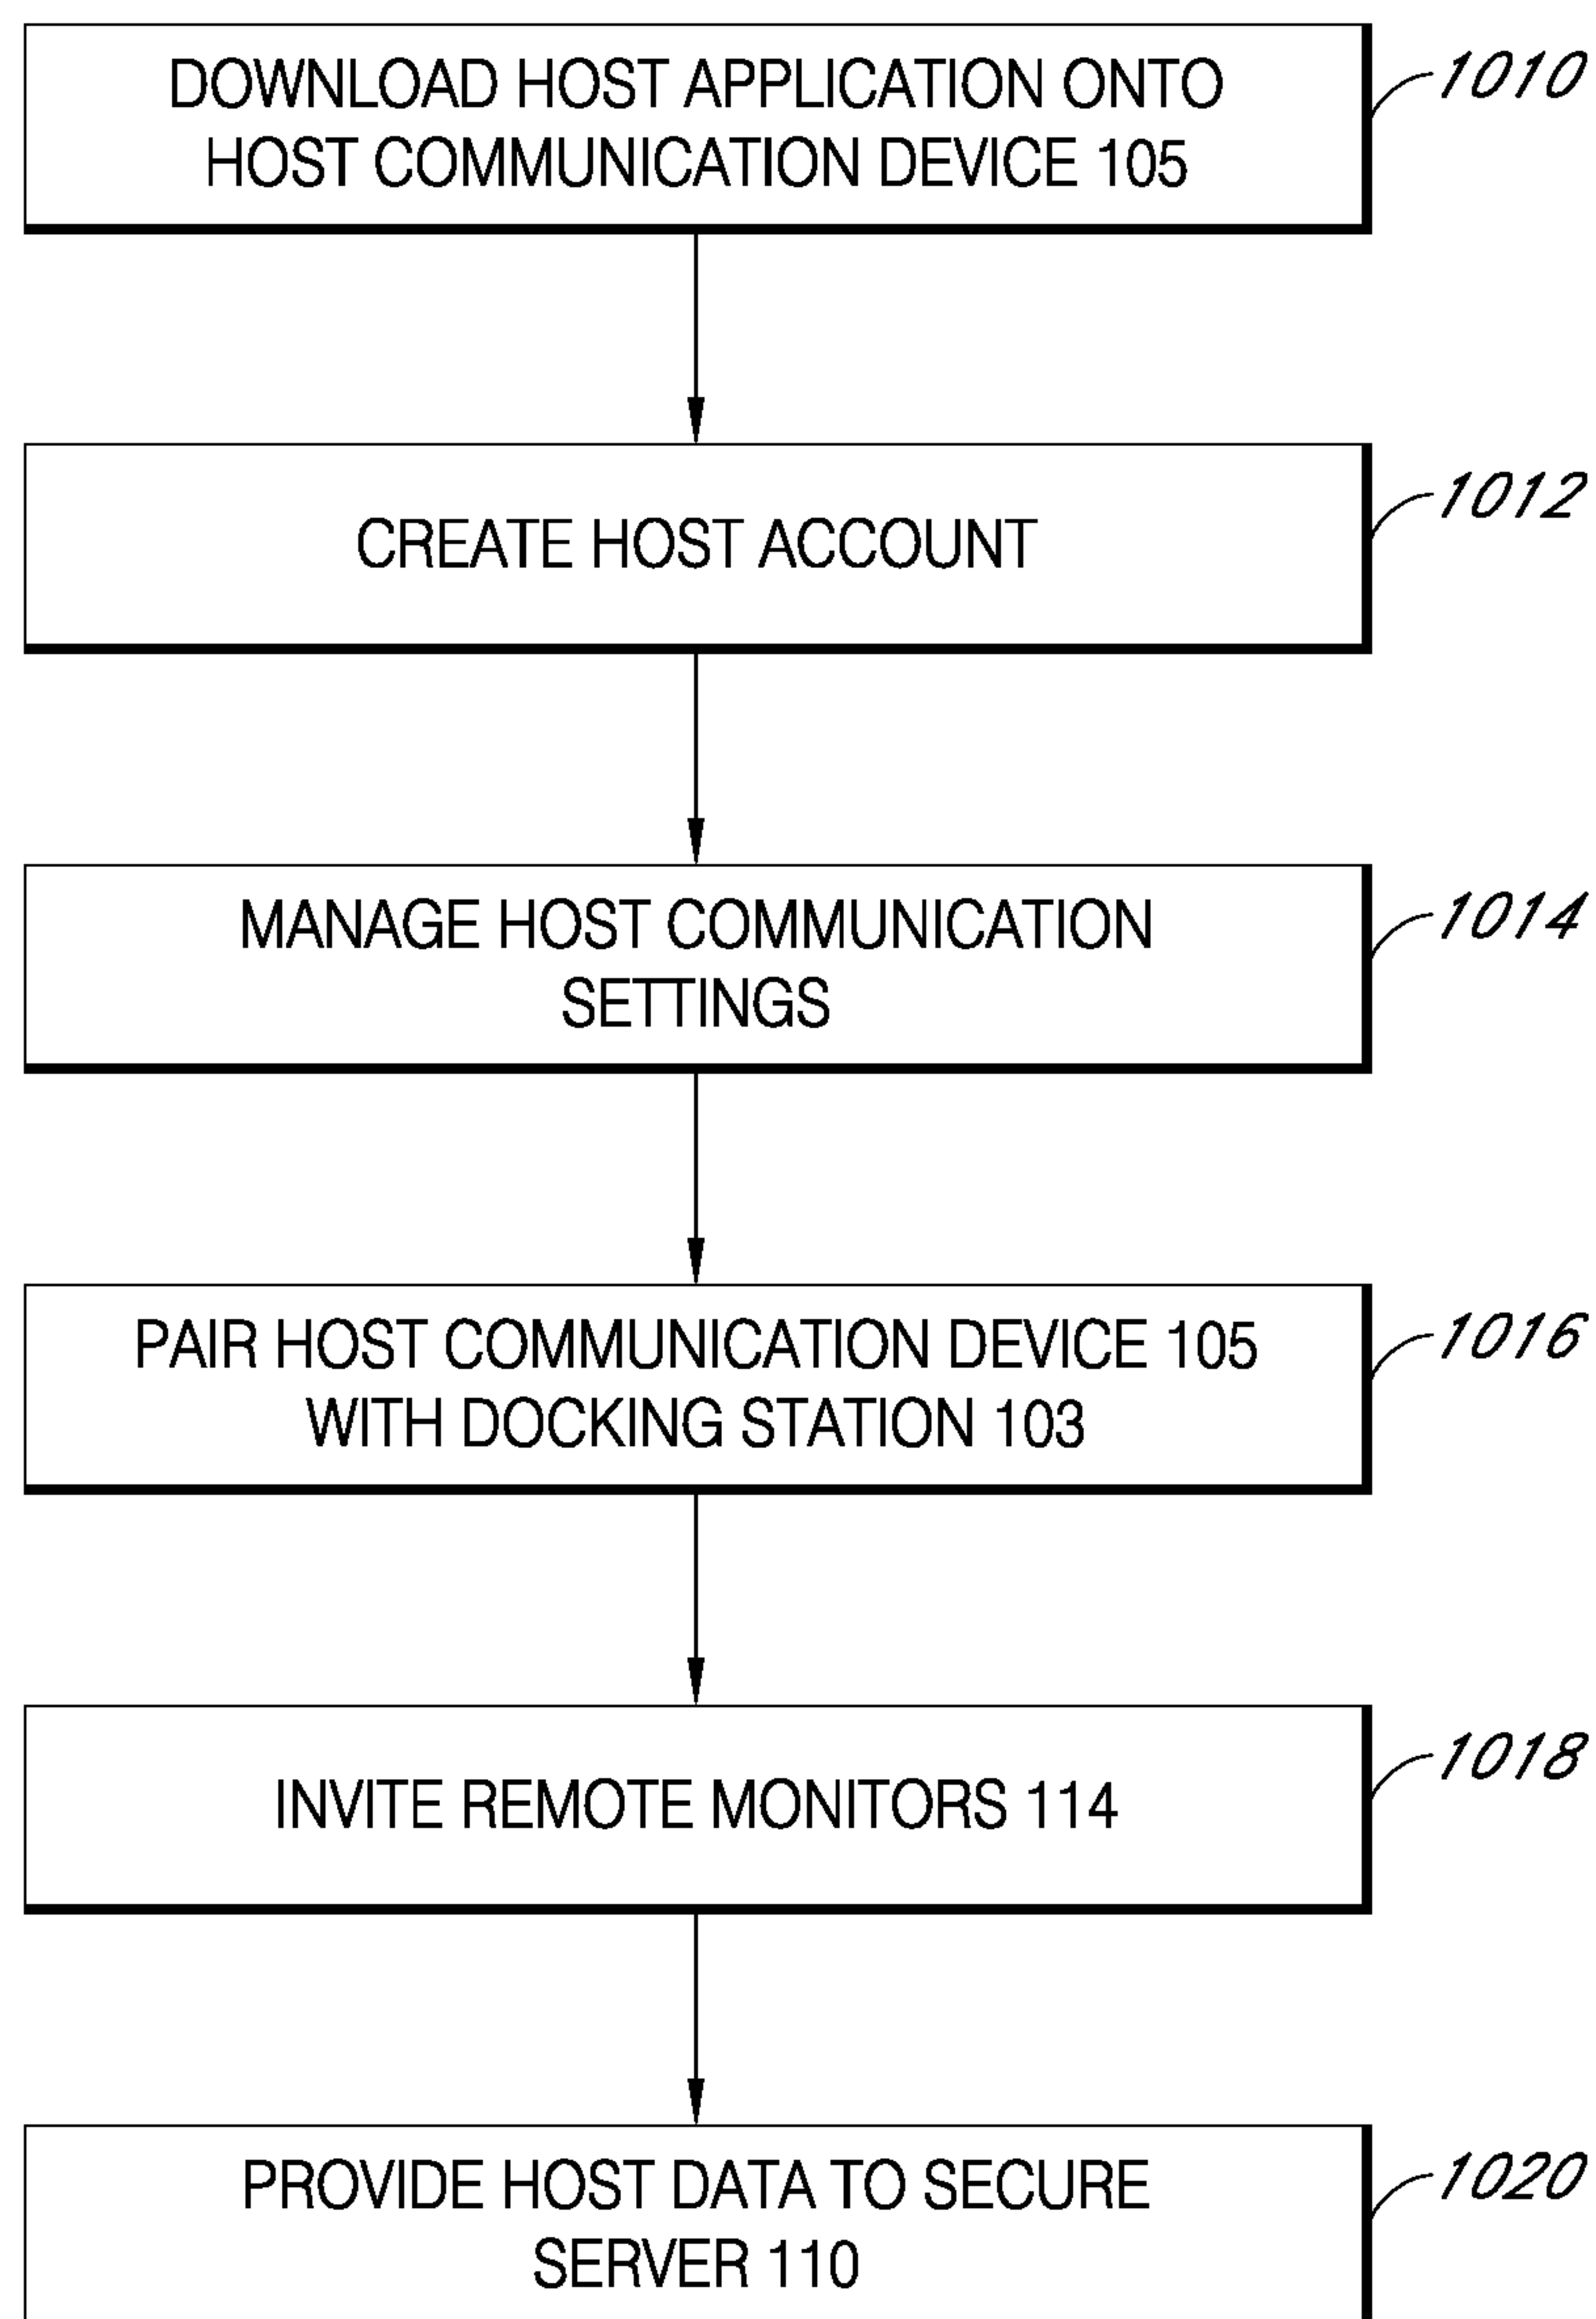 DOWNLOAD HOST APPLICATION ONTO
HOST COMMUNICATION DEVICE 105
1010
CREATE HOST ACCOUNT
1012
MANAGE HOST COMMUNICATION
SETTINGS
1014
PAIR HOST COMMUNICATION DEVICE 105
WITH DOCKING STATION 103
1016
INVITE REMOTE MONITORS 114
1018
PROVIDE HOST DATA TO SECURE
SERVER 110
1020